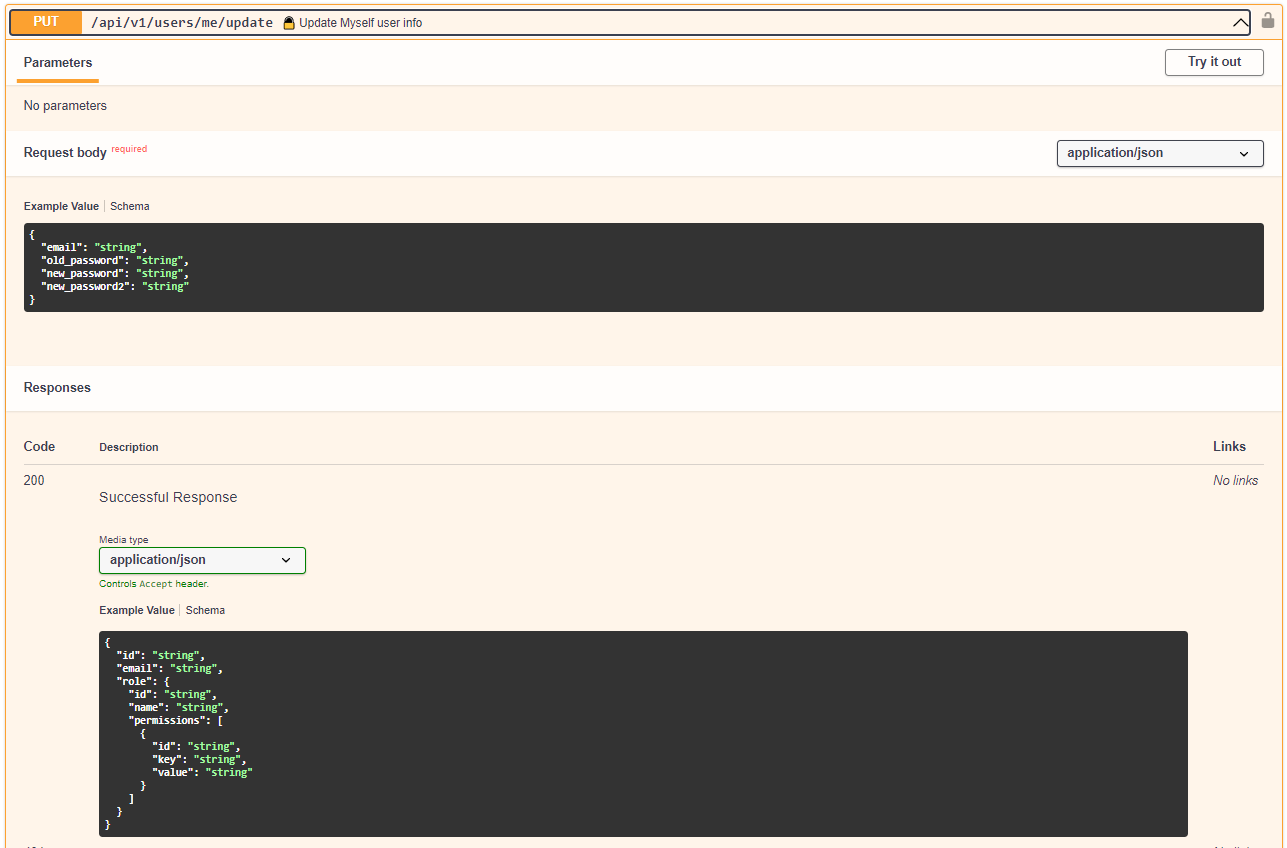 PUT /api/v1/users/me/update Update Myself user info
Parameters Try it out
No parameters
Request body required application/json
Example Value Schema
{
"email": "string",
"old_password": "string",
"new_password": "string",
"new_password2": "string"
}
Responses
Code Description Links
200 No links
Successful Response
Media type
application/json
Controls Accept header.
Example Value Schema
{
"id": "string",
"email": "string",
"role": {
"id": "string",
"name": "string",
"permissions": [
{
"id": "string",
"key": "string",
"value": "string"
}
]
}
}